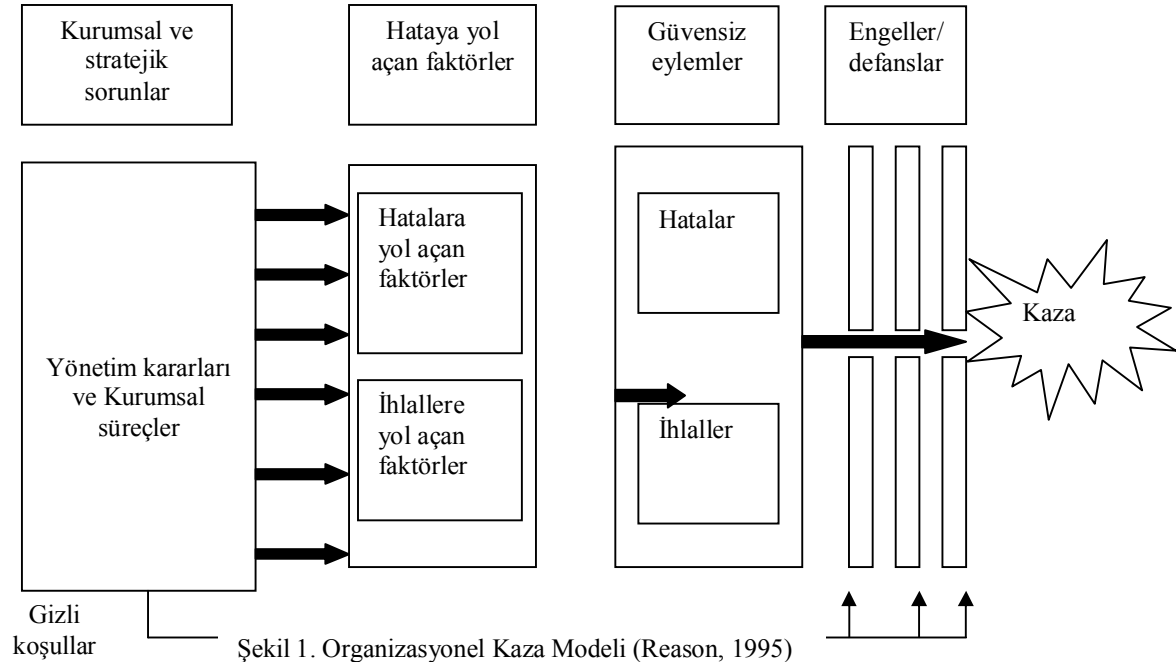 Kurumsal ve
stratejik
sorunlar
Hataya yol
açan faktörler
Güvensiz
eylemler
Engeller/
defanslar
Yönetim kararları
ve Kurumsal
süreçler
Hatalara
yol açan
faktörler
İhlallere
yol açan
faktörler
Hatalar
İhlaller
Kaza
Gizli
koşullar
Şekil 1. Organizasyonel Kaza Modeli (Reason, 1995)